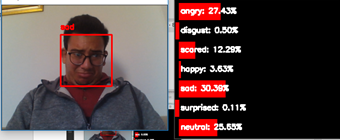 sad
angry: 27.43%
disgust: 0.50%
scared: 12.29%
happy: 3.63%
sad: 30.39%
surprised: 0.11%
neutral: 25.65%